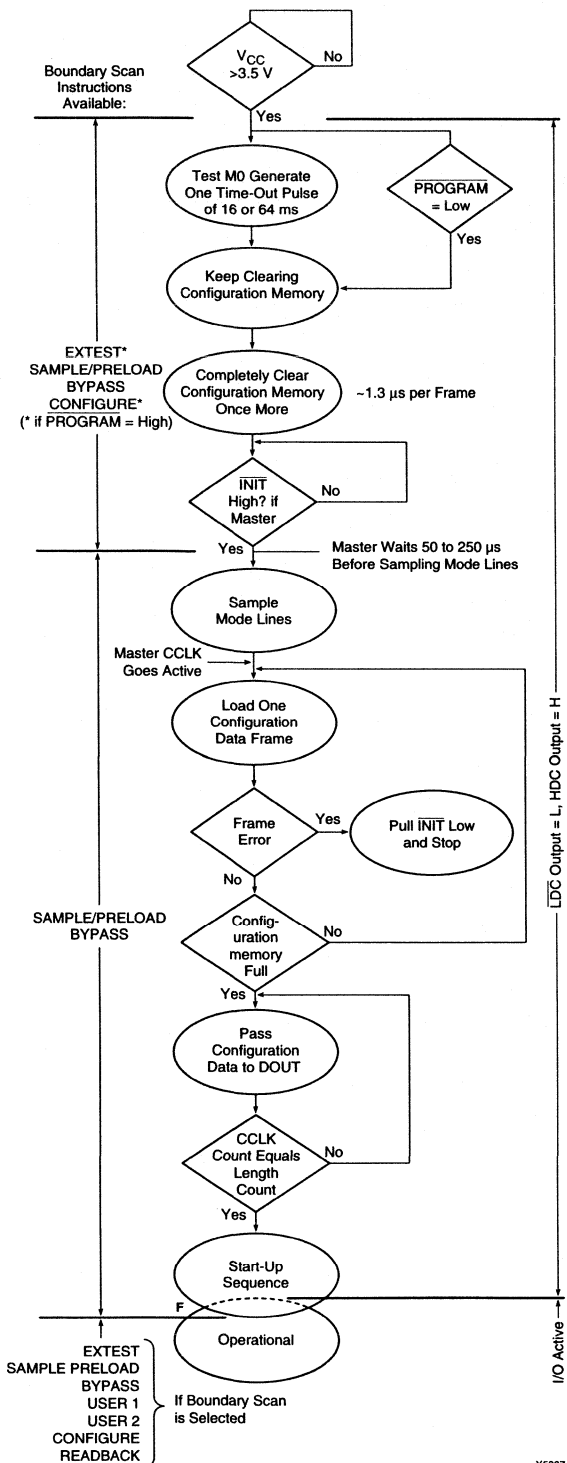 V_CC
>3.5 V
No
Boundary Scan
Instructions
Available:
Yes
Test M0 Generate
One Time-Out Pulse
of 16 or 64 ms
PROGRAM
= Low
Yes
Keep Clearing
Configuration Memory
EXTEST*
SAMPLE/PRELOAD
BYPASS
CONFIGURE*
(* if PROGRAM = High)
Completely Clear
Configuration Memory
Once More
~1.3 μs per Frame
INIT
High? if
Master
No
Yes
Master Waits 50 to 250 μs
Before Sampling Mode Lines
Sample
Mode Lines
Master CCLK
Goes Active
Load One
Configuration
Data Frame
LDC Output = L, HDC Output = H
Frame
Error
Yes
Pull INIT Low
and Stop
No
SAMPLE/PRELOAD
BYPASS
Config-
uration
memory
Full
No
Yes
Pass
Configuration
Data to DOUT
CCLK
Count Equals
Length
Count
No
Yes
Start-Up
Sequence
F
Operational
I/O Active
EXTEST
SAMPLE PRELOAD
BYPASS
USER 1
USER 2
CONFIGURE
READBACK
If Boundary Scan
is Selected